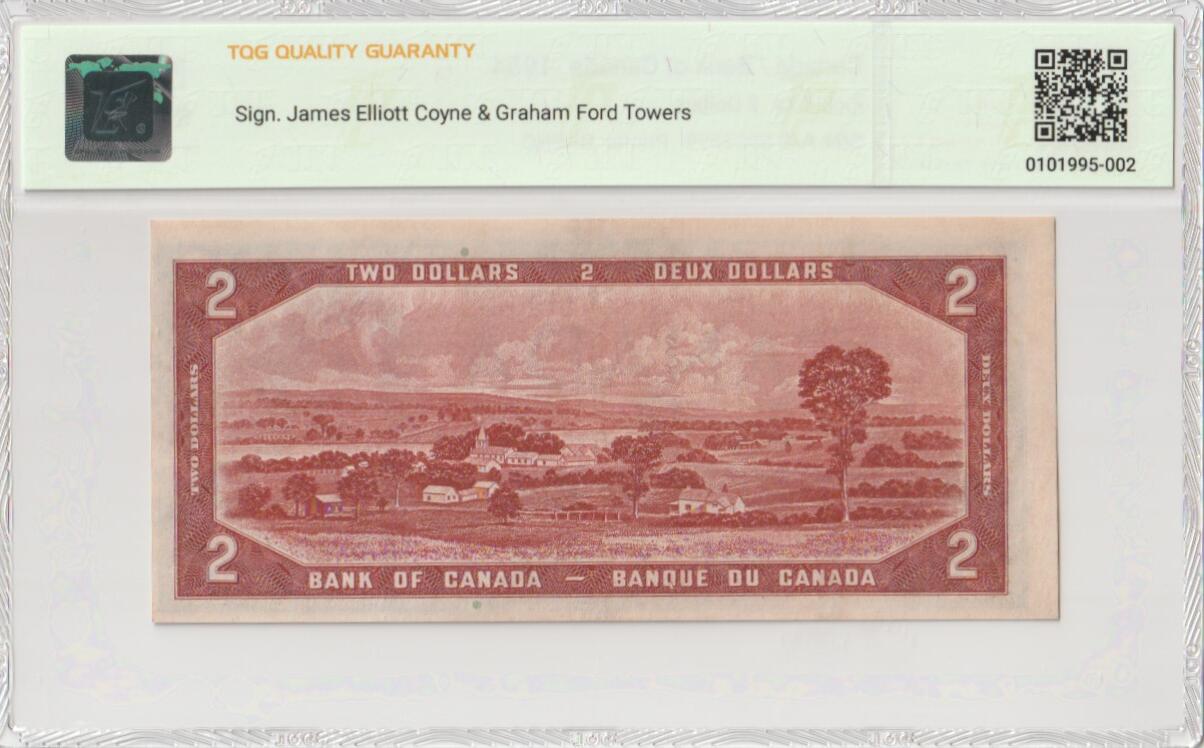 TQG QUALITY GUARANTY
Sign. James Elliott Coyne & Graham Ford Towers
0101995-002
TWO DOLLARS 2 DEUX DOLLARS
2 2
TWO DOLLARS
DEUX DOLLARS
2 2
BANK OF CANADA — BANQUE DU CANADA